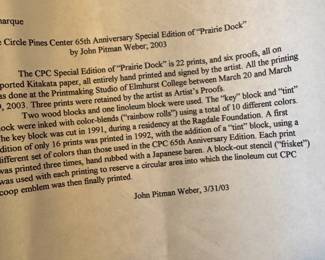 marque
Circle Pines Center 65th Anniversary Special Edition of "Prairie Dock"
by John Pitman Weber, 2003
The CPC Special Edition of "Prairie Dock" is 22 prints, and six proofs, all on
ported Kitakata paper, all entirely hand printed and signed by the artist. All the printing
as done at the Printmaking Studio of Elmhurst College between March 20 and March
, 2003. Three prints were retained by the artist as Artist's Proofs.
Two wood blocks and one linoleum block were used. The "key" block and "tint"
ock were inked with color-blends ("rainbow rolls") using a total of 10 different colors.
The key block was cut in 1991, during a residency at the Ragdale Foundation. A first
dition of only 16 prints was printed in 1992, with the addition of a "tint" block, using a
different set of colors than those used in the CPC 65th Anniversary Edition. Each print
was printed three times, hand rubbed with a Japanese baren. A block-out stencil ("frisket")
was used with each printing to reserve a circular area into which the linoleum cut CPC
coop emblem was then finally printed.
John Pitman Weber, 3/31/03